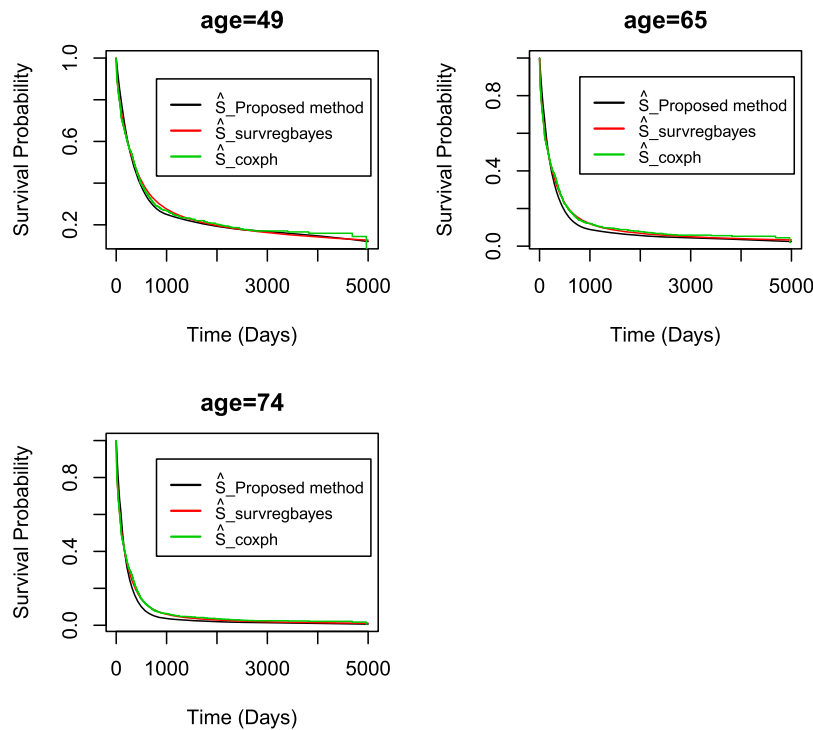 age=49
Survival Probability
1.0
0.6
0.2
Ŝ_Proposed method
Ŝ_survregbayes
Ŝ_coxph
0 1000 3000 5000
Time (Days)
age=65
Survival Probability
0.8
0.4
0.0
Ŝ_Proposed method
Ŝ_survregbayes
Ŝ_coxph
0 1000 3000 5000
Time (Days)
age=74
Survival Probability
0.8
0.4
0.0
Ŝ_Proposed method
Ŝ_survregbayes
Ŝ_coxph
0 1000 3000 5000
Time (Days)